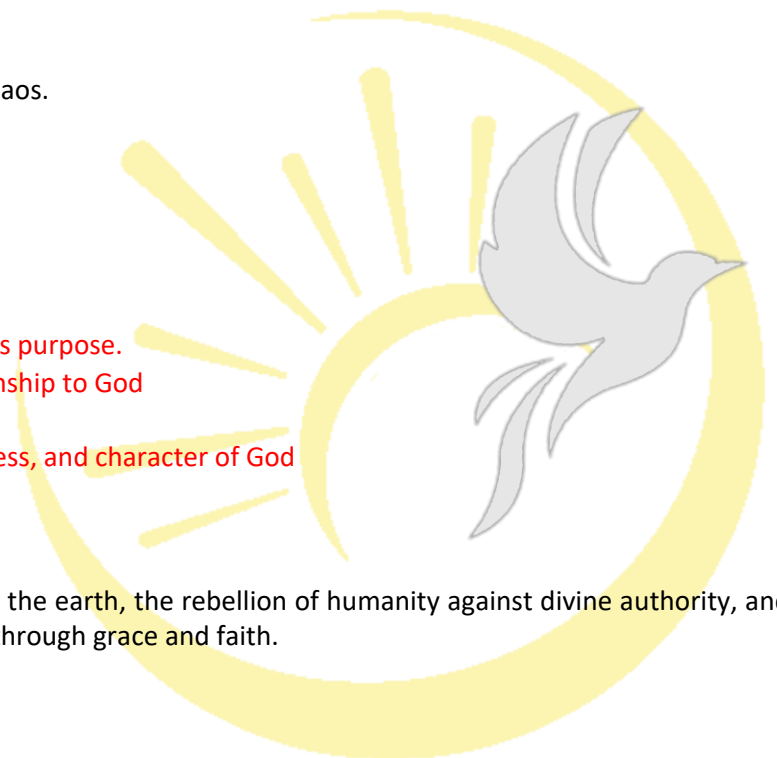 aos.
s purpose.
nship to God
ess, and character of God
the earth, the rebellion of humanity against divine authority, and
through grace and faith.